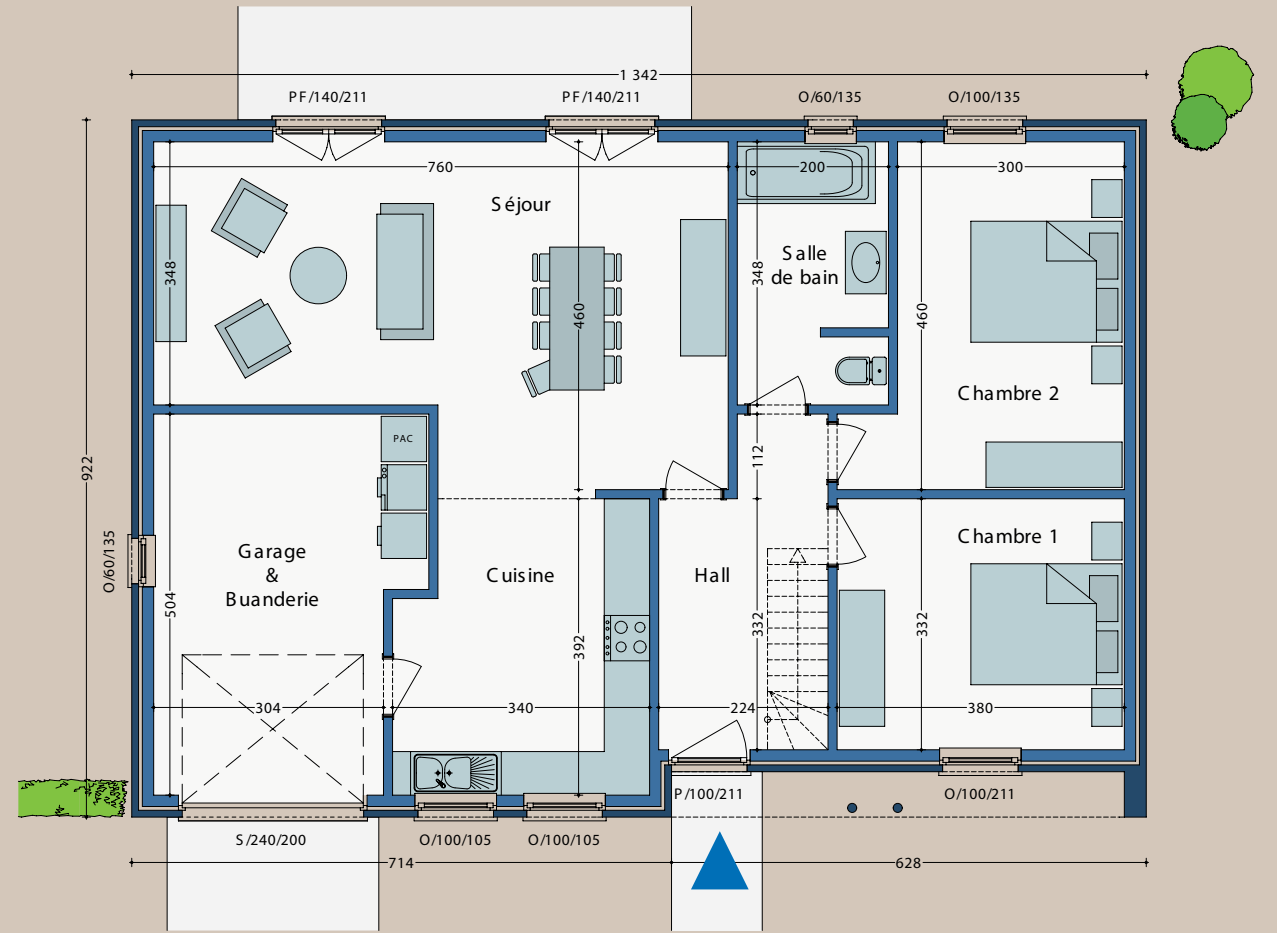 1 342
PF/140/211
PF/140/211
O/60/135
O/100/135
760
200
300
Séjour
348
460
348
460
Salle
de bain
Chambre 2
922
PAC
112
O/60/135
Garage
&
Buanderie
Cuisine
Hall
Chambre 1
504
392
332
332
304
340
224
380
P/100/211
O/100/211
S/240/200
O/100/105
O/100/105
714
628